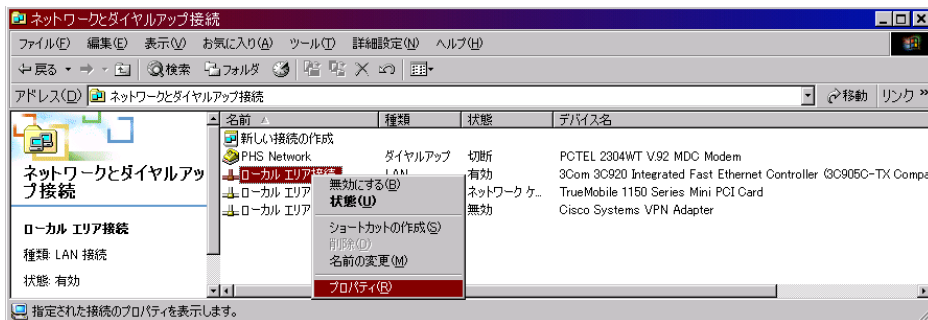 ネットワークとダイヤルアップ接続
ファイル(F) 編集(E) 表示(V) お気に入り(A) ツール(T) 詳細設定(N) ヘルプ(H)
戻る 検索 フォルダ
アドレス(D) ネットワークとダイヤルアップ接続 移動 リンク »
ネットワークとダイヤルアップ接続
ローカル エリア接続
種類: LAN 接続
状態: 有効
名前 種類 状態 デバイス名
新しい接続の作成
PHS Network ダイヤルアップ 切断 PCTEL 2304WT V.92 MDC Modem
ローカル エリア接続 LAN 有効 3Com 3C920 Integrated Fast Ethernet Controller (3C905C-TX Compa
ローカル エリア ネットワーク ケ... TrueMobile 1150 Series Mini PCI Card
ローカル エリア 無効 Cisco Systems VPN Adapter
無効にする(B)
状態(U)
ショートカットの作成(S)
削除(D)
名前の変更(M)
プロパティ(R)
指定された接続のプロパティを表示します。